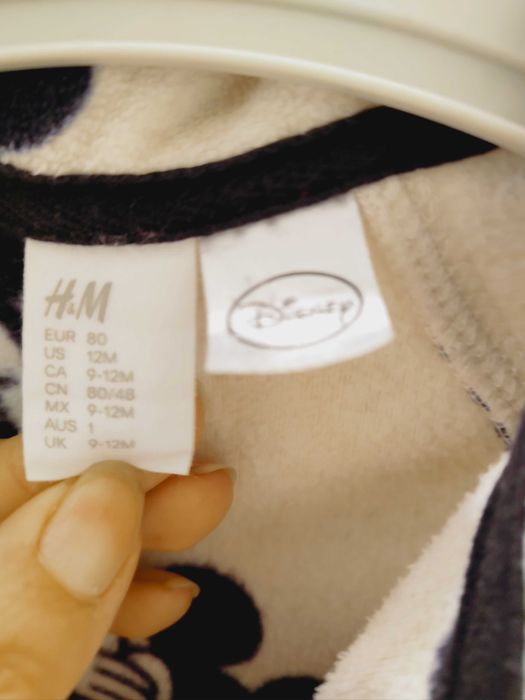 H&M
EUR 80
US 12M
CA 9-12M
CN 80/48
MX 9-12M
AUS 1
UK 9-12M
Disney